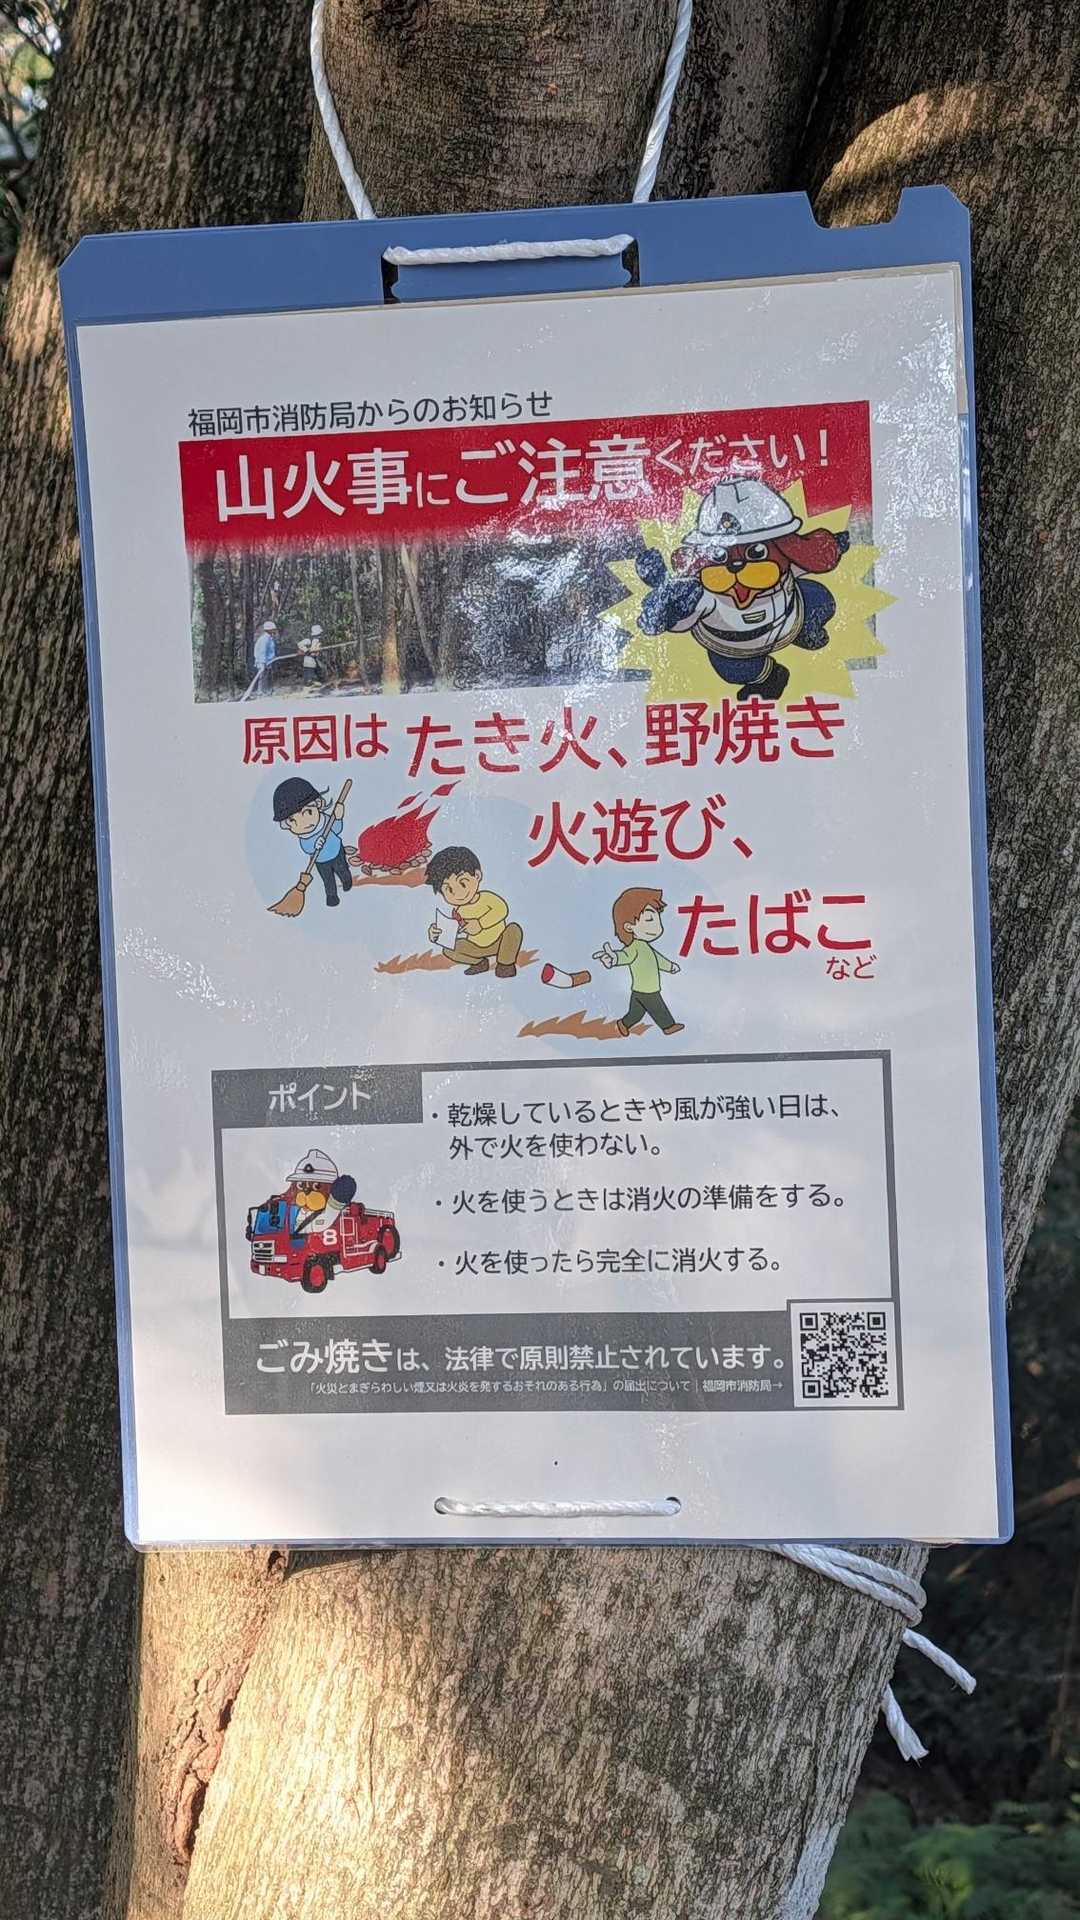 福岡市消防局からのお知らせ
山火事にご注意ください！
原因は たき火、野焼き
火遊び、
たばこ
など
ポイント
・乾燥しているときや風が強い日は、
外で火を使わない。
・火を使うときは消火の準備をする。
・火を使ったら完全に消火する。
8
ごみ焼きは、法律で原則禁止されています。
「火災とまぎらわしい煙又は火炎を発するおそれのある行為」の届出について｜福岡市消防局→